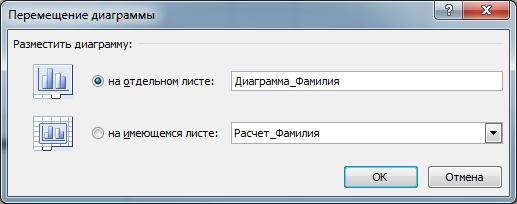 Перемещение диаграммы
Разместить диаграмму:
на отдельном листе: Диаграмма_Фамилия
на имеющемся листе: Расчет_Фамилия
ОК Отмена